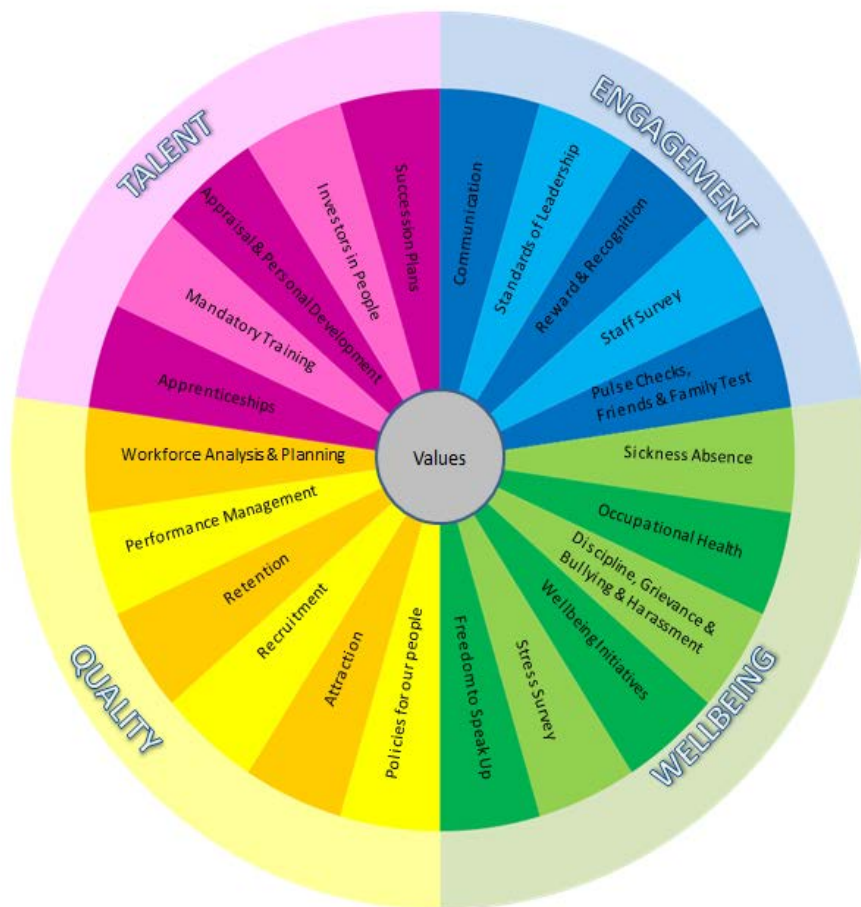 TALENT
ENGAGEMENT
Succession Plans
Investors in People
Appraisal & Personal Development
Mandatory Training
Apprenticeships
Communication
Standards of Leadership
Reward & Recognition
Staff Survey
Pulse Checks,
Friends & Family Test
Values
Workforce Analysis & Planning
Performance Management
Retention
Recruitment
Attraction
Policies for our people
Sickness Absence
Occupational Health
Discipline, Grievance &
Bullying & Harassment
Wellbeing Initiatives
Stress Survey
Freedom to Speak Up
QUALITY
WELLBEING